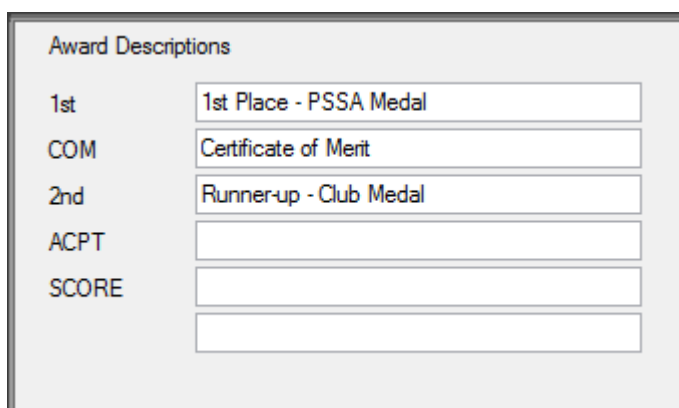 Award Descriptions
1st 1st Place - PSSA Medal
COM Certificate of Merit
2nd Runner-up - Club Medal
ACPT
SCORE